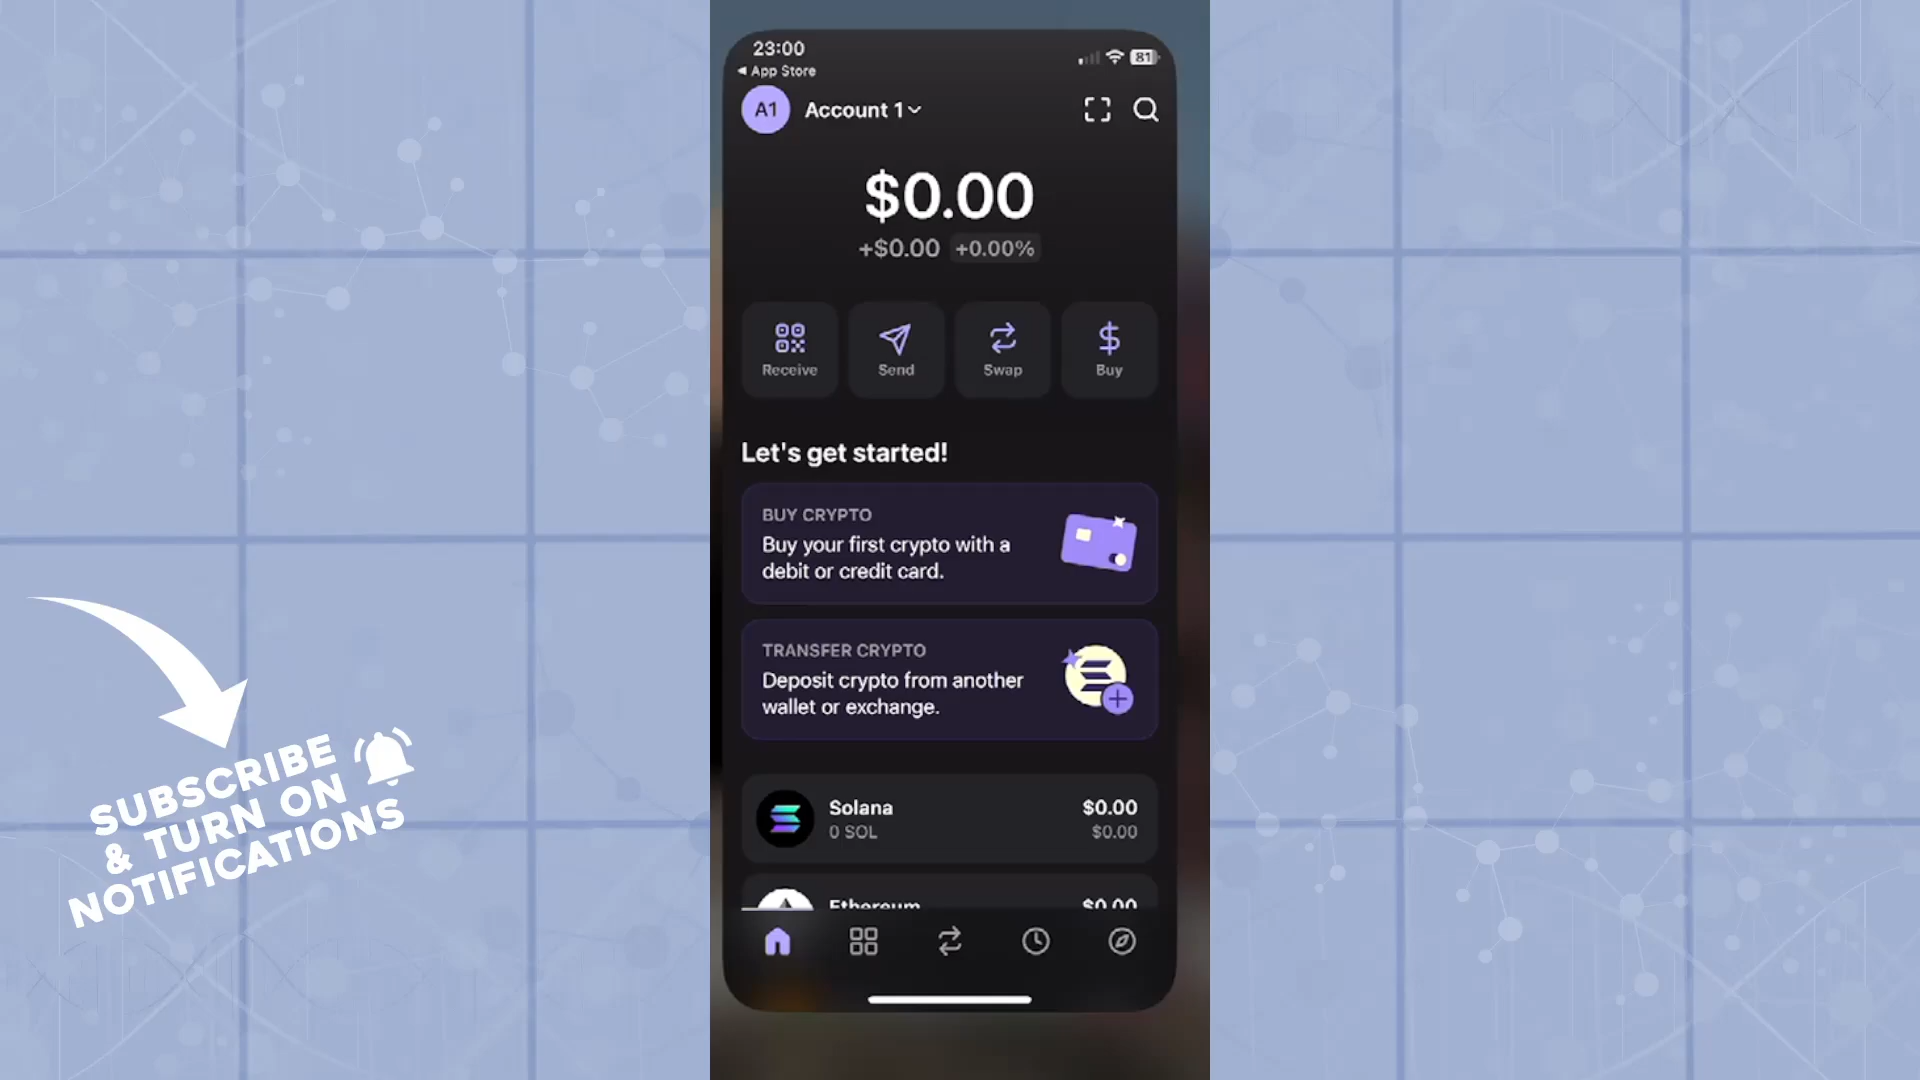 23:00
81
App Store
A1
Account 1
$0.00
+$0.00 +0.00%
Receive
Send
Swap
Buy
Let's get started!
BUY CRYPTO
Buy your first crypto with a
debit or credit card.
TRANSFER CRYPTO
Deposit crypto from another
wallet or exchange.
Solana
$0.00
0 SOL
$0.00
Ethereum
$0.00
SUBSCRIBE
& TURN ON
NOTIFICATIONS